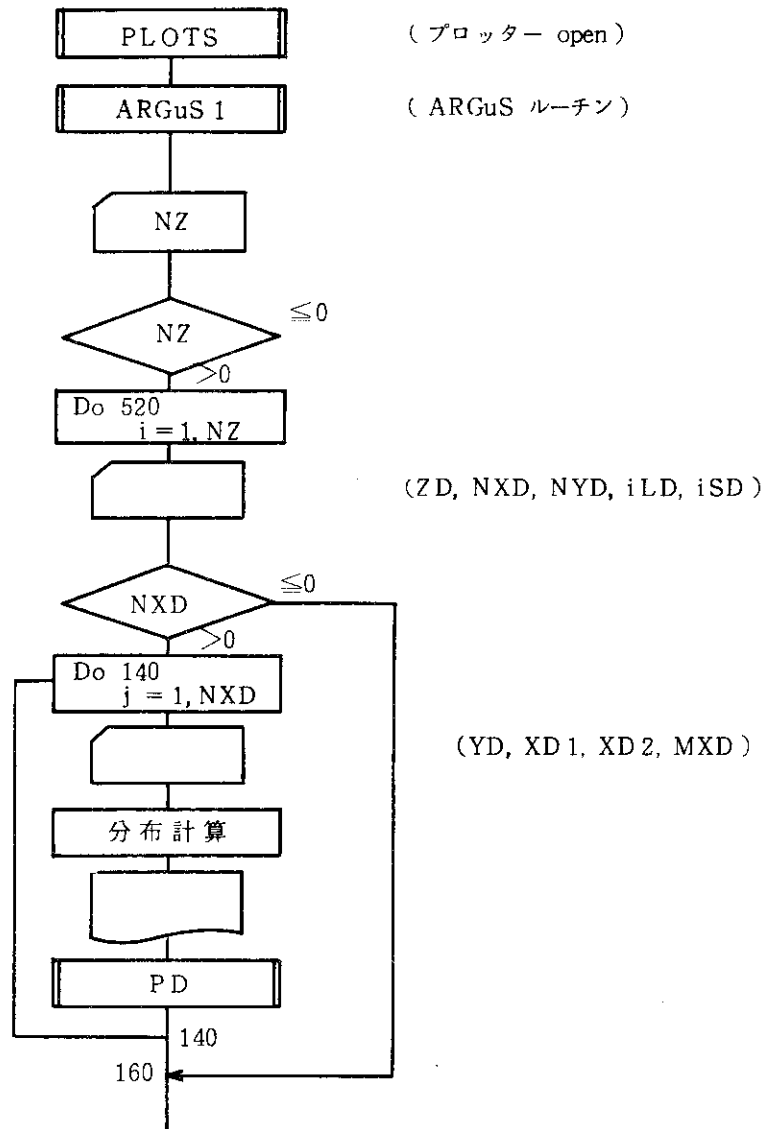 PLOTS
( プロッター open )
ARGuS 1
( ARGuS ルーチン )
NZ
NZ
≦0
>0
Do 520
i = 1, NZ
(ZD, NXD, NYD, iLD, iSD )
NXD
≦0
>0
Do 140
j = 1, NXD
(YD, XD 1, XD 2, MXD )
分布計算
PD
140
160